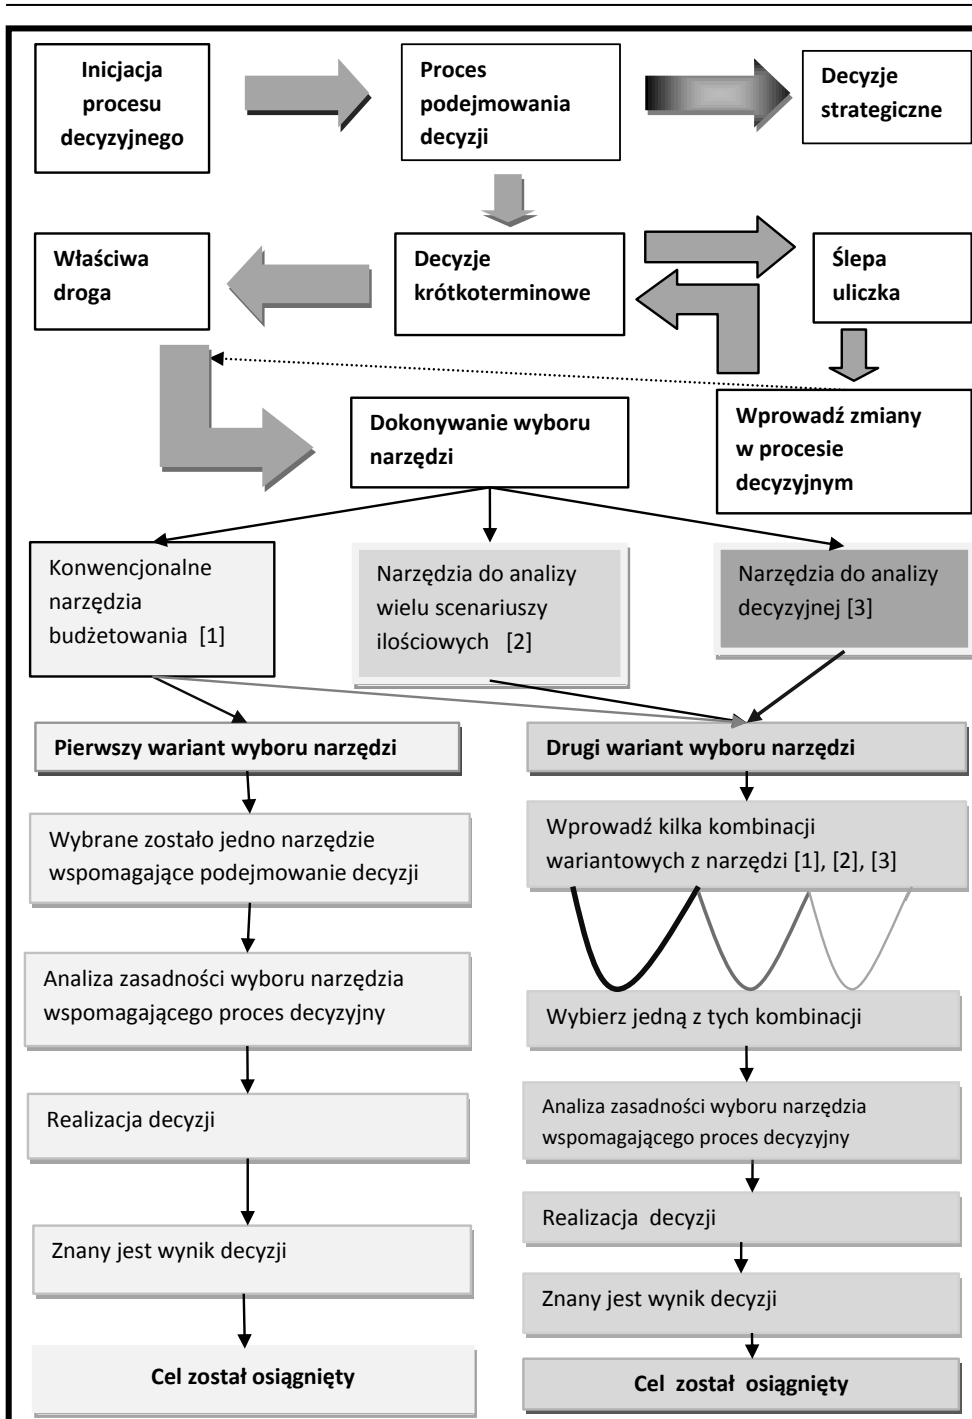 Inicjacja
procesu
decyzyjnego
Proces
podejmowania
decyzji
Decyzje
strategiczne
Właściwa
droga
Decyzje
krótkoterminowe
Ślepa
uliczka
Dokonywanie wyboru
narzędzi
Wprowadź zmiany
w procesie
decyzyjnym
Konwencjonalne
narzędzia
budżetowania [1]
Narzędzia do analizy
wielu scenariuszy
ilościowych [2]
Narzędzia do analizy
decyzyjnej [3]
Pierwszy wariant wyboru narzędzi
Drugi wariant wyboru narzędzi
Wybrane zostało jedno narzędzie
wspomagające podejmowanie decyzji
Wprowadź kilka kombinacji
wariantowych z narzędzi [1], [2], [3]
Analiza zasadności wyboru narzędzia
wspomagającego proces decyzyjny
Wybierz jedną z tych kombinacji
Realizacja decyzji
Analiza zasadności wyboru narzędzia
wspomagającego proces decyzyjny
Realizacja decyzji
Znany jest wynik decyzji
Znany jest wynik decyzji
Cel został osiągnięty
Cel został osiągnięty